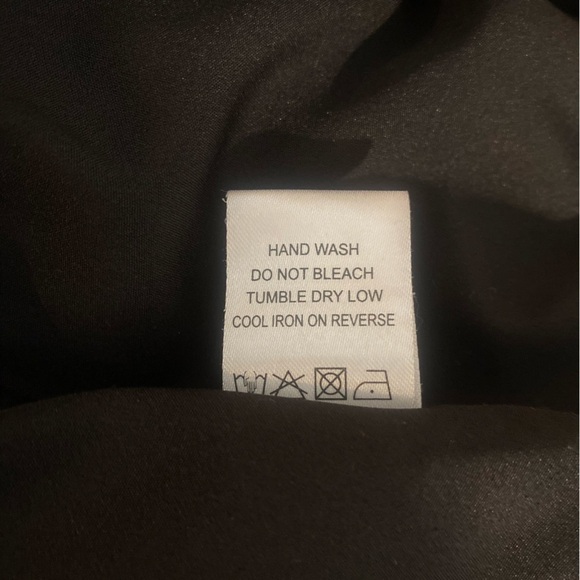 HAND WASH
DO NOT BLEACH
TUMBLE DRY LOW
COOL IRON ON REVERSE